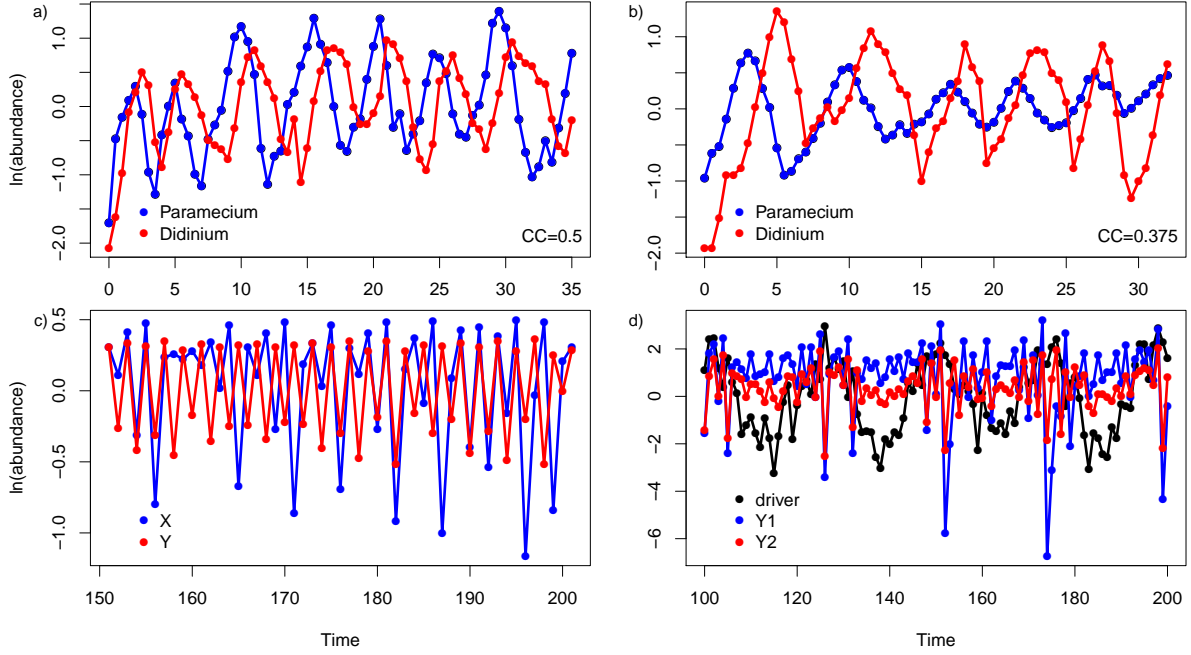 a)
ln(abundance)
1.0
0.0
−1.0
−2.0
Paramecium
Didinium
CC=0.5
0 5 10 15 20 25 30 35
b)
1.0
0.0
−1.0
−2.0
Paramecium
Didinium
CC=0.375
0 5 10 15 20 25 30
c)
ln(abundance)
0.5
0.0
−0.5
−1.0
X
Y
150 160 170 180 190 200
Time
d)
2
0
−2
−4
−6
driver
Y1
Y2
100 120 140 160 180 200
Time